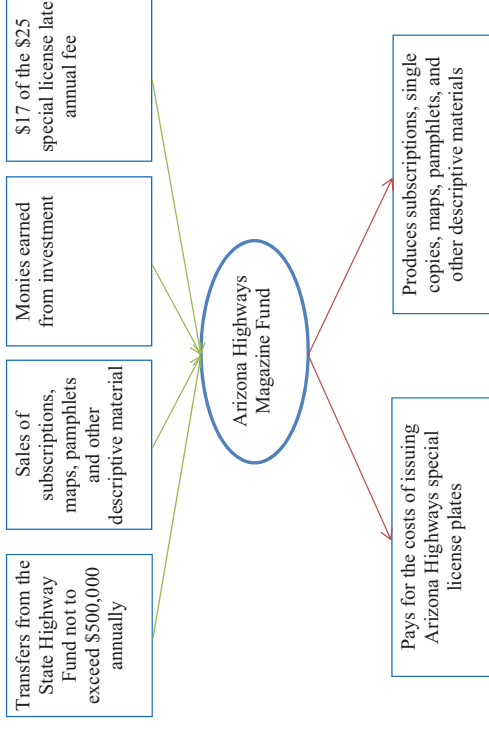 Transfers from the
State Highway
Fund not to
exceed $500,000
annually
Sales of
subscriptions,
maps, pamphlets
and other
descriptive material
Monies earned
from investment
$17 of the $25
special license late
annual fee
Arizona Highways
Magazine Fund
Pays for the costs of issuing
Arizona Highways special
license plates
Produces subscriptions, single
copies, maps, pamphlets, and
other descriptive materials